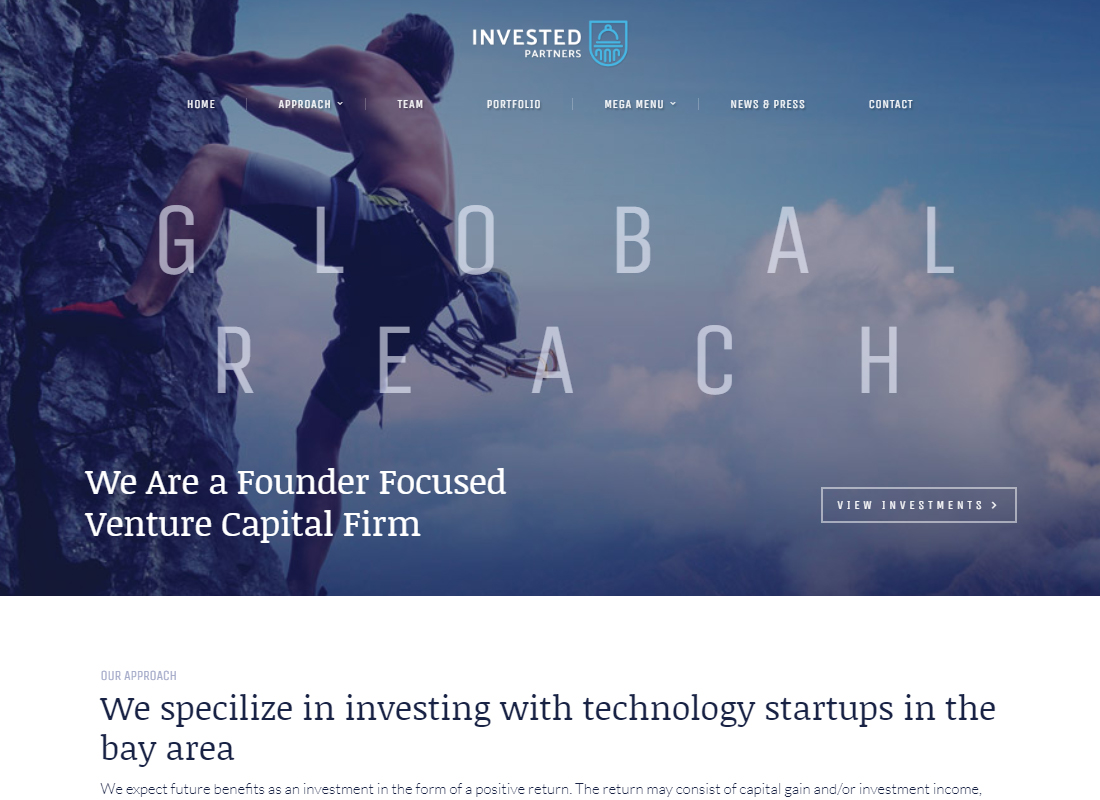 INVESTED
PARTNERS
HOME APPROACH TEAM PORTFOLIO MEGA MENU NEWS & PRESS CONTACT
GLOBAL
REACH
We Are a Founder Focused
Venture Capital Firm
VIEW INVESTMENTS
OUR APPROACH
We specilize in investing with technology startups in the
bay area
We expect future benefits as an investment in the form of a positive return. The return may consist of capital gain and/or investment income,